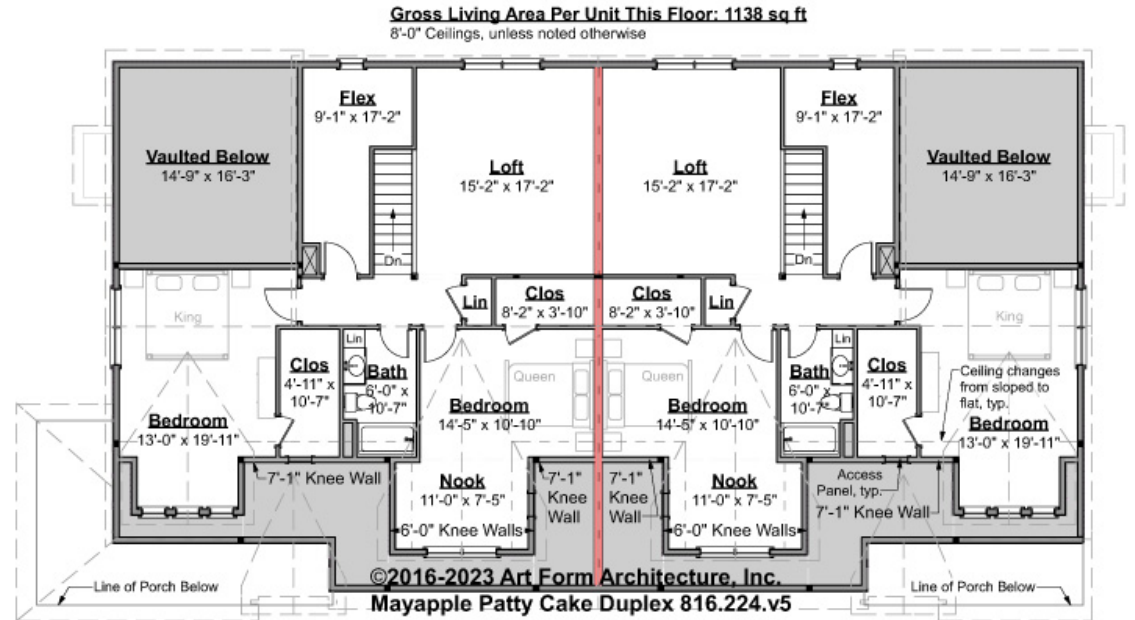 Gross Living Area Per Unit This Floor: 1138 sq ft
8'-0" Ceilings, unless noted otherwise
Flex
9'-1" x 17'-2"
Flex
9'-1" x 17'-2"
Vaulted Below
14'-9" x 16'-3"
Loft
15'-2" x 17'-2"
Loft
15'-2" x 17'-2"
Vaulted Below
14'-9" x 16'-3"
Dn
Dn
King
Lin
Clos
8'-2" x 3'-10"
Clos
8'-2" x 3'-10"
Lin
King
Lin
Clos
4'-11" x
10'-7"
Bath
6'-0" x
10'-7"
Queen
Queen
Lin
Bath
6'-0" x
10'-7"
Clos
4'-11" x
10'-7"
Ceiling changes
from sloped to
flat, typ.
Bedroom
13'-0" x 19'-11"
Bedroom
14'-5" x 10'-10"
Bedroom
14'-5" x 10'-10"
Bedroom
13'-0" x 19'-11"
7'-1" Knee Wall
Nook
11'-0" x 7'-5"
6'-0" Knee Walls
7'-1"
Knee
Wall
7'-1"
Knee
Wall
Nook
11'-0" x 7'-5"
6'-0" Knee Walls
Access
Panel, typ.
7'-1" Knee Wall
Line of Porch Below
Line of Porch Below
©2016-2023 Art Form Architecture, Inc.
Mayapple Patty Cake Duplex 816.224.v5